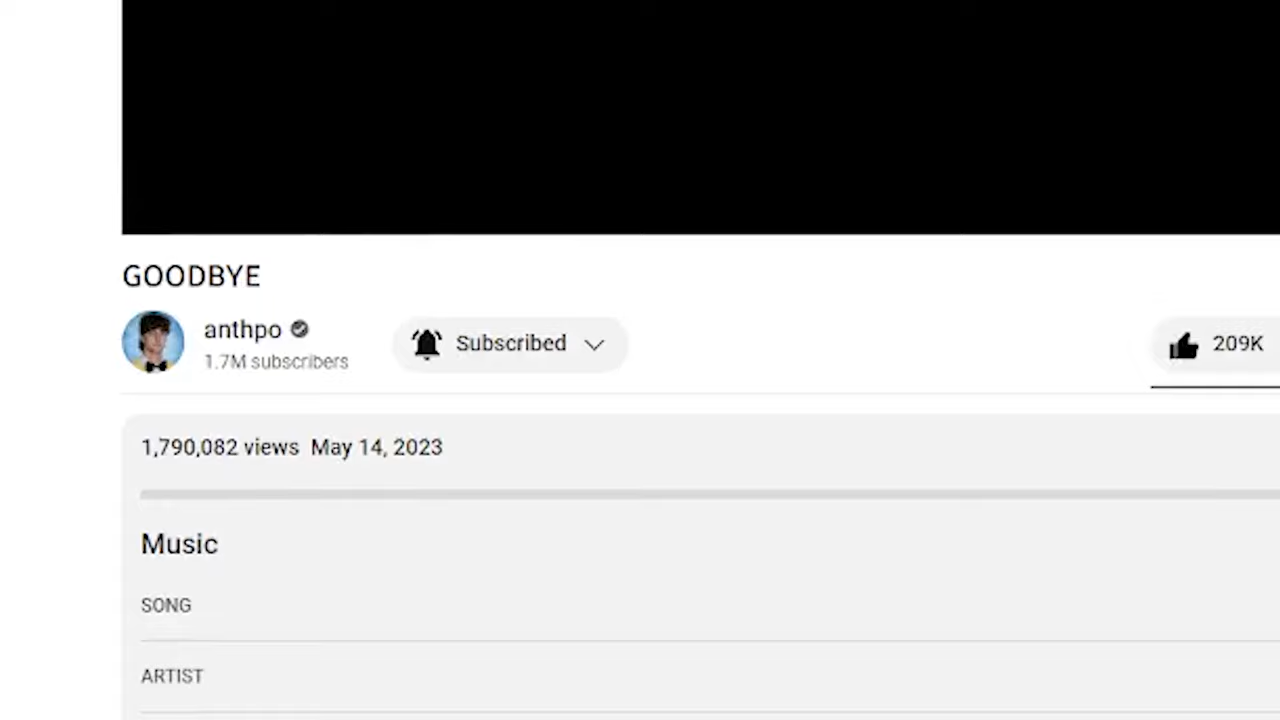 GOODBYE
anthpo
1.7M subscribers
Subscribed
209K
1,790,082 views May 14, 2023
Music
SONG
ARTIST